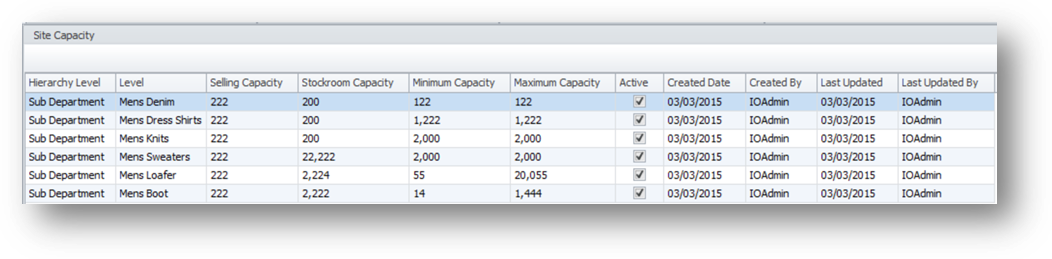 Site Capacity
Hierarchy Level Level Selling Capacity Stockroom Capacity Minimum Capacity Maximum Capacity Active Created Date Created By Last Updated Last Updated By
Sub Department Mens Denim 222 200 122 122 03/03/2015 IOAdmin 03/03/2015 IOAdmin
Sub Department Mens Dress Shirts 222 200 1,222 1,222 03/03/2015 IOAdmin 03/03/2015 IOAdmin
Sub Department Mens Knits 222 200 2,000 2,000 03/03/2015 IOAdmin 03/03/2015 IOAdmin
Sub Department Mens Sweaters 222 22,222 2,000 2,000 03/03/2015 IOAdmin 03/03/2015 IOAdmin
Sub Department Mens Loafer 222 2,224 55 20,055 03/03/2015 IOAdmin 03/03/2015 IOAdmin
Sub Department Mens Boot 222 2,222 14 1,444 03/03/2015 IOAdmin 03/03/2015 IOAdmin